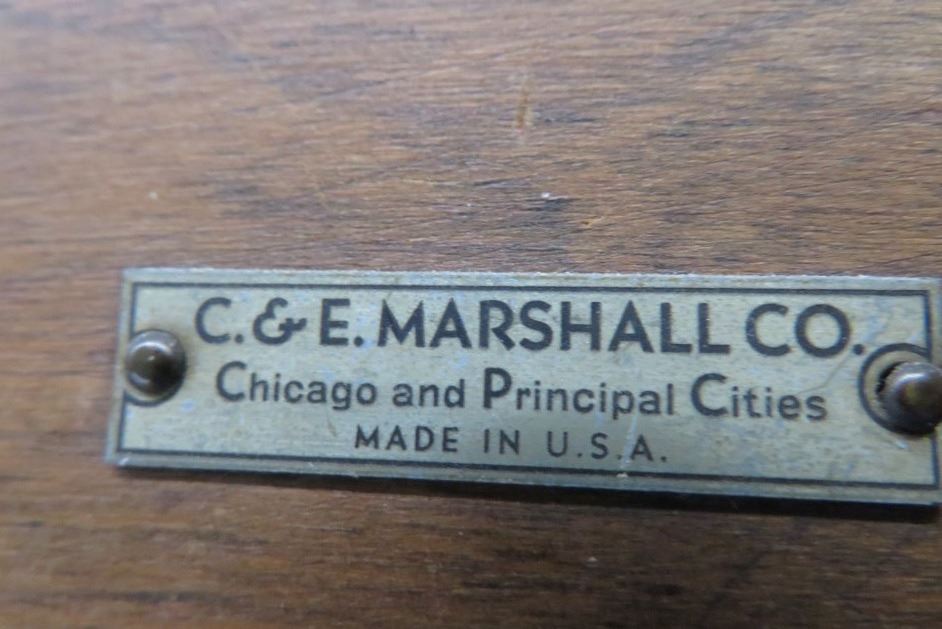 C. & E. MARSHALL CO.
Chicago and Principal Cities
MADE IN U.S.A.